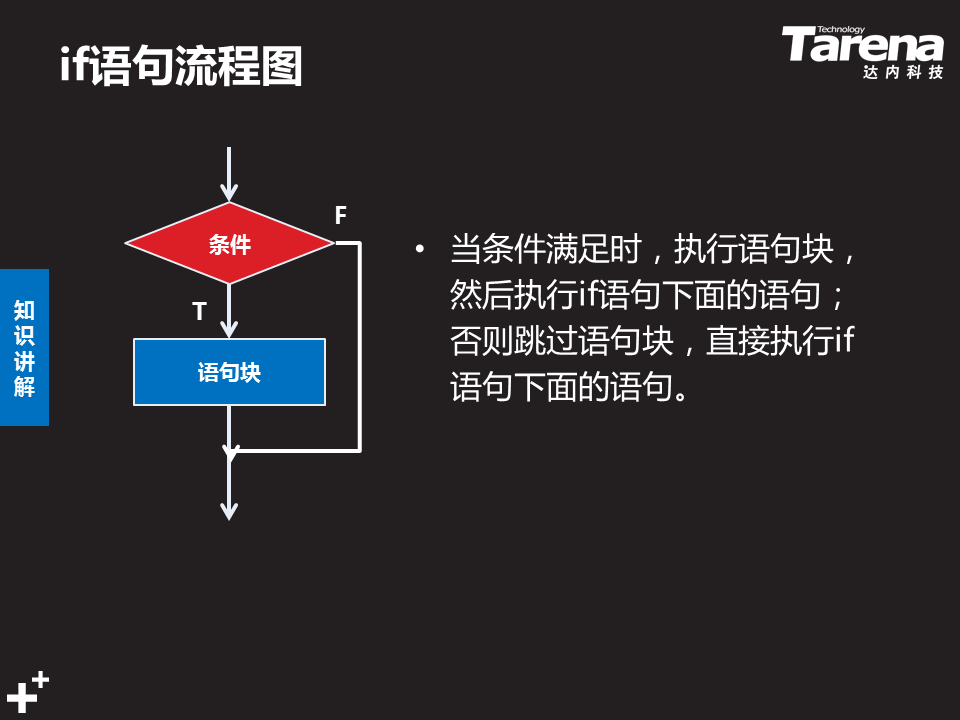 if语句流程图
Technology
Tarena
达内科技
F
条件
T
语句块
知
识
讲
解
• 当条件满足时，执行语句块，
然后执行if语句下面的语句；
否则跳过语句块，直接执行if
语句下面的语句。